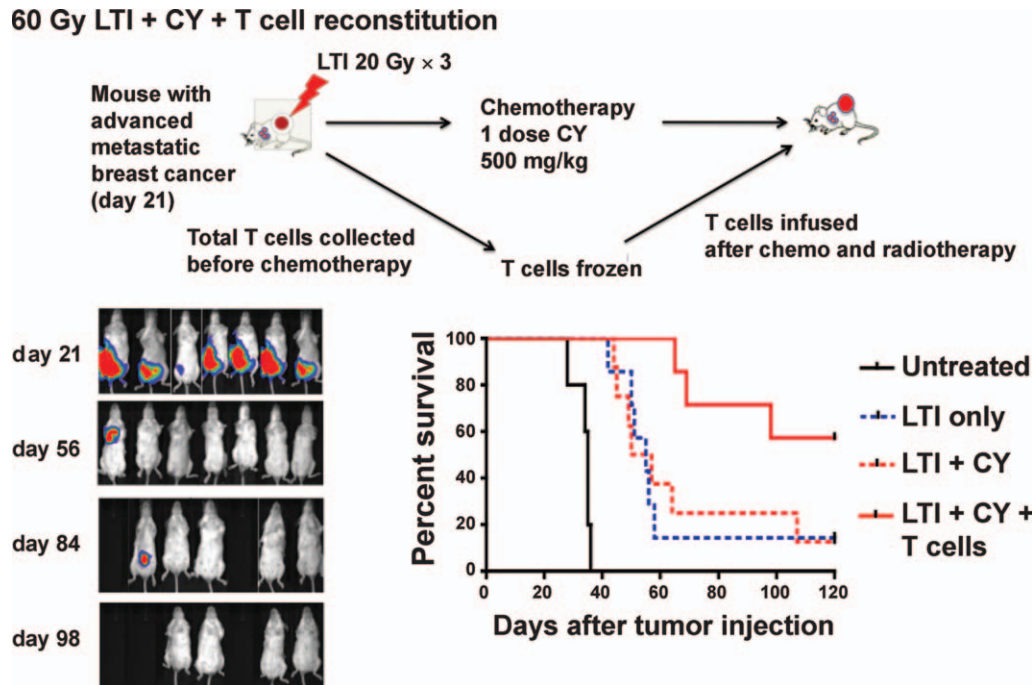 60 Gy LTI + CY + T cell reconstitution
LTI 20 Gy × 3
Mouse with
advanced
metastatic
breast cancer
(day 21)
Chemotherapy
1 dose CY
500 mg/kg
Total T cells collected
before chemotherapy
T cells frozen
T cells infused
after chemo and radiotherapy
day 21
day 56
day 84
day 98
Percent survival
100
80
60
40
20
0
0 20 40 60 80 100 120
Days after tumor injection
Untreated
LTI only
LTI + CY
LTI + CY +
T cells